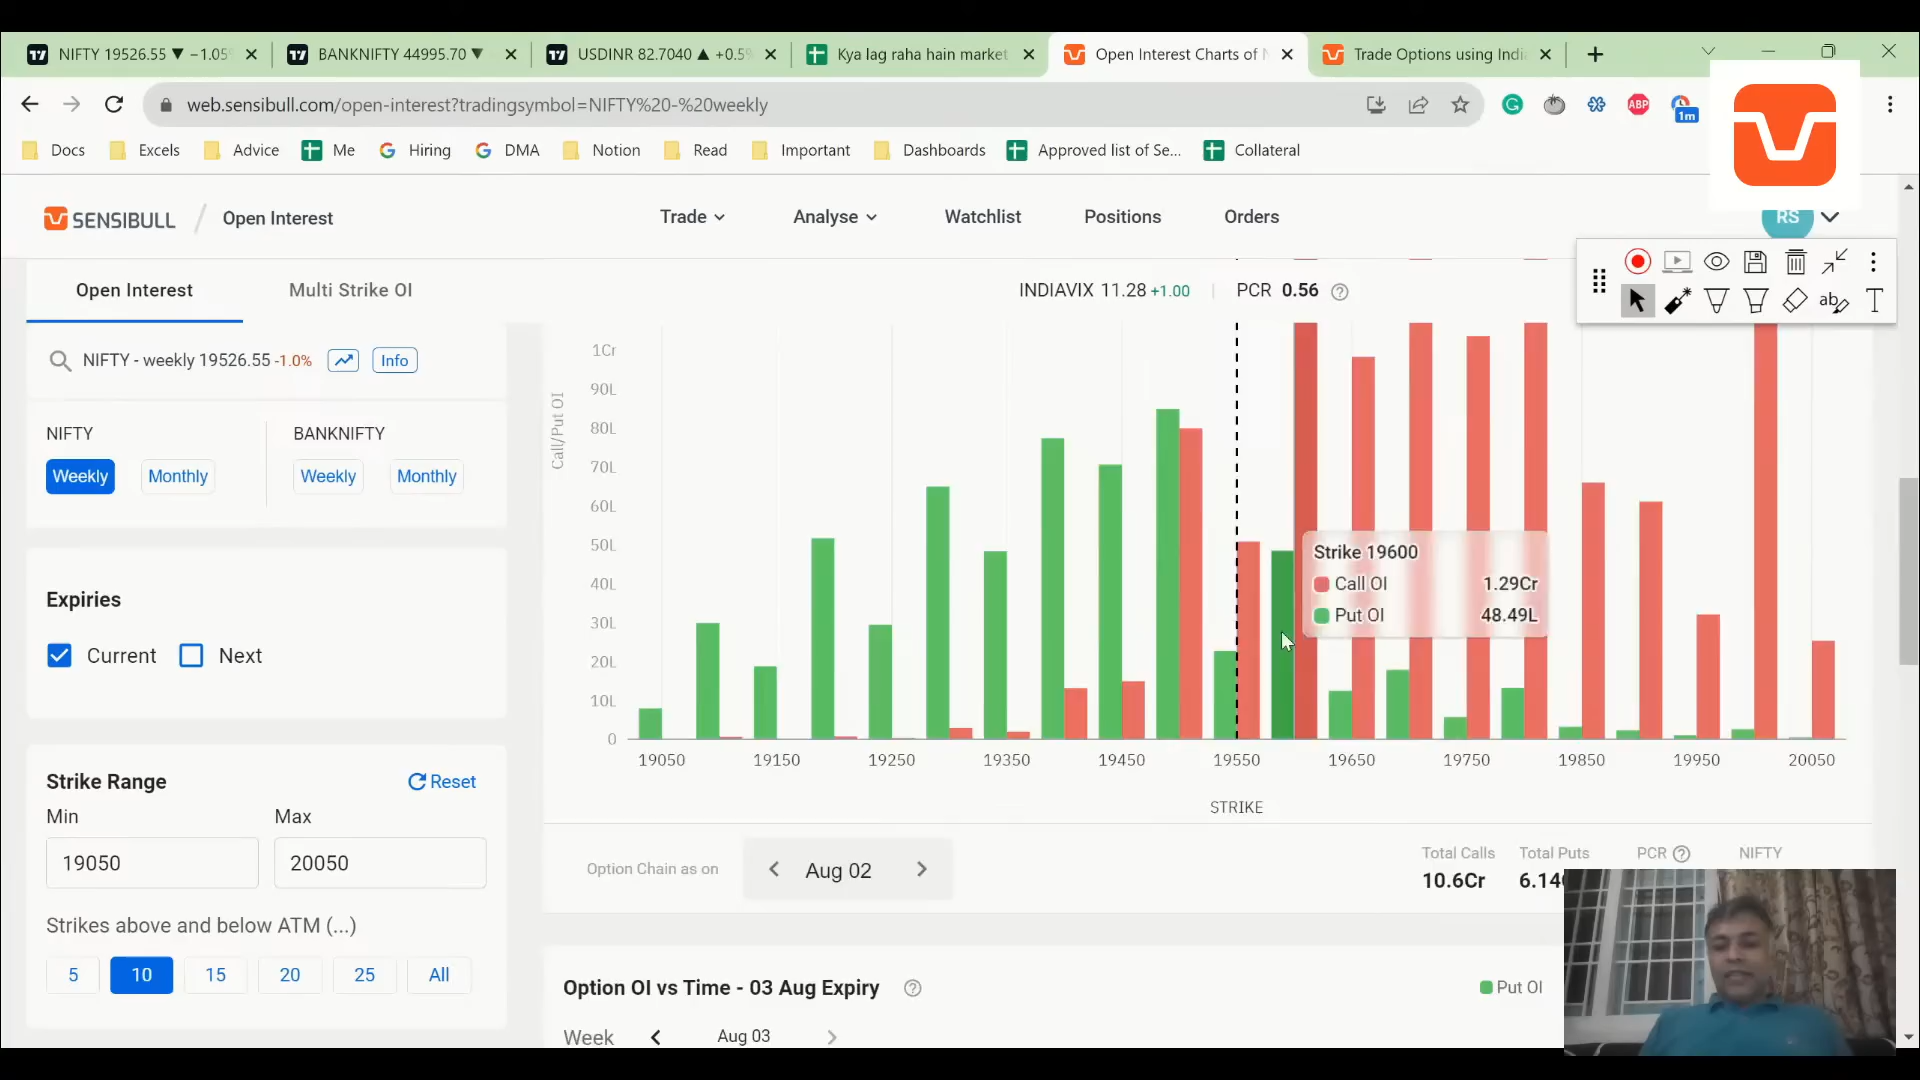 NIFTY 19526.55 ▼ −1.05
BANKNIFTY 44995.70 ▼
USDINR 82.7040 ▲ +0.5
Kya lag raha hain market
Open Interest Charts of
Trade Options using Indi
web.sensibull.com/open-interest?tradingsymbol=NIFTY%20-%20weekly
ABP
1m
Docs
Excels
Advice
Me
Hiring
DMA
Notion
Read
Important
Dashboards
Approved list of Se...
Collateral
SENSIBULL / Open Interest
Trade
Analyse
Watchlist
Positions
Orders
RS
Open Interest
Multi Strike OI
INDIAVIX 11.28 +1.00
PCR 0.56
NIFTY - weekly 19526.55 -1.0%
Info
NIFTY
BANKNIFTY
Weekly
Monthly
Weekly
Monthly
Expiries
Current
Next
Strike Range
Reset
Min
Max
19050
20050
Strikes above and below ATM (...)
5
10
15
20
25
All
Call/Put OI
1Cr
90L
80L
70L
60L
50L
40L
30L
20L
10L
0
Strike 19600
Call OI 1.29Cr
Put OI 48.49L
19050
19150
19250
19350
19450
19550
19650
19750
19850
19950
20050
STRIKE
Option Chain as on
Aug 02
Total Calls
10.6Cr
Total Puts
PCR
NIFTY
Option OI vs Time - 03 Aug Expiry
Put OI
Week
Aug 03
ab
T